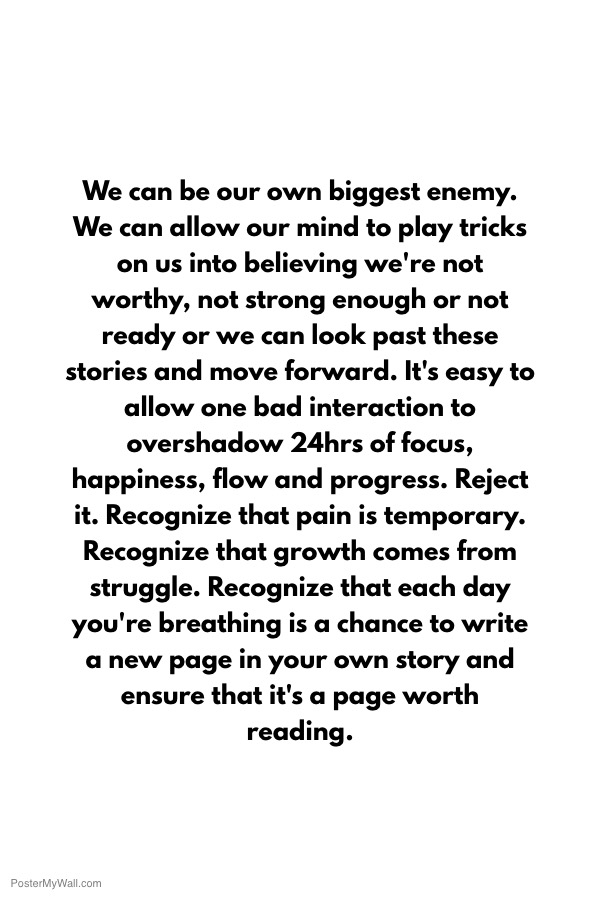 We can be our own biggest enemy.
We can allow our mind to play tricks
on us into believing we're not
worthy, not strong enough or not
ready or we can look past these
stories and move forward. It's easy to
allow one bad interaction to
overshadow 24hrs of focus,
happiness, flow and progress. Reject
it. Recognize that pain is temporary.
Recognize that growth comes from
struggle. Recognize that each day
you're breathing is a chance to write
a new page in your own story and
ensure that it's a page worth
reading.
PosterMyWall.com